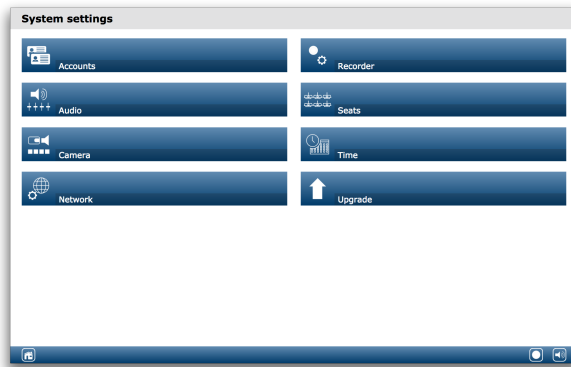 System settings
Accounts
Recorder
Audio
Seats
Camera
Time
Network
Upgrade